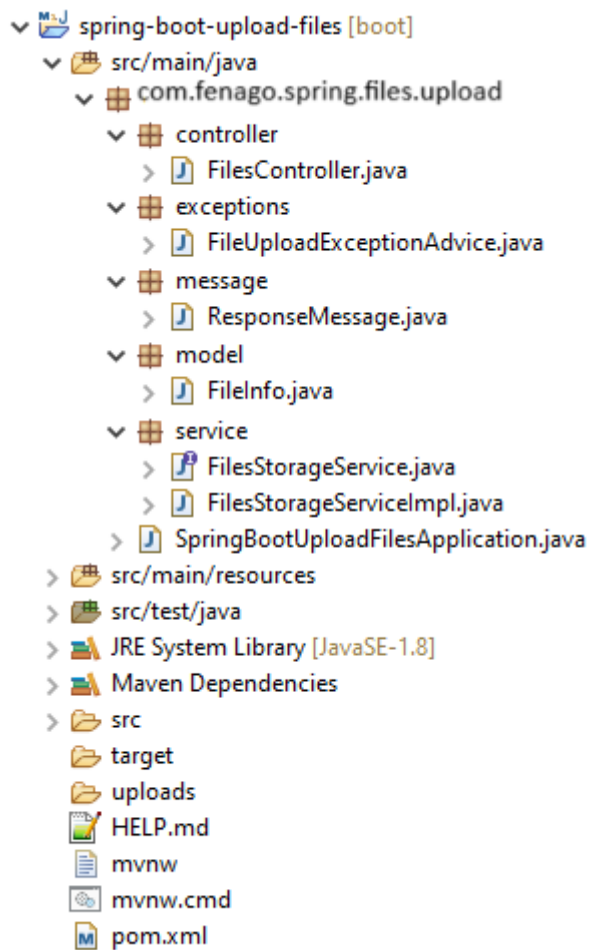 spring-boot-upload-files [boot]
src/main/java
com.fenago.spring.files.upload
controller
FilesController.java
exceptions
FileUploadExceptionAdvice.java
message
ResponseMessage.java
model
FileInfo.java
service
FilesStorageService.java
FilesStorageServiceImpl.java
SpringBootUploadFilesApplication.java
src/main/resources
src/test/java
JRE System Library [JavaSE-1.8]
Maven Dependencies
src
target
uploads
HELP.md
mvnw
mvnw.cmd
pom.xml